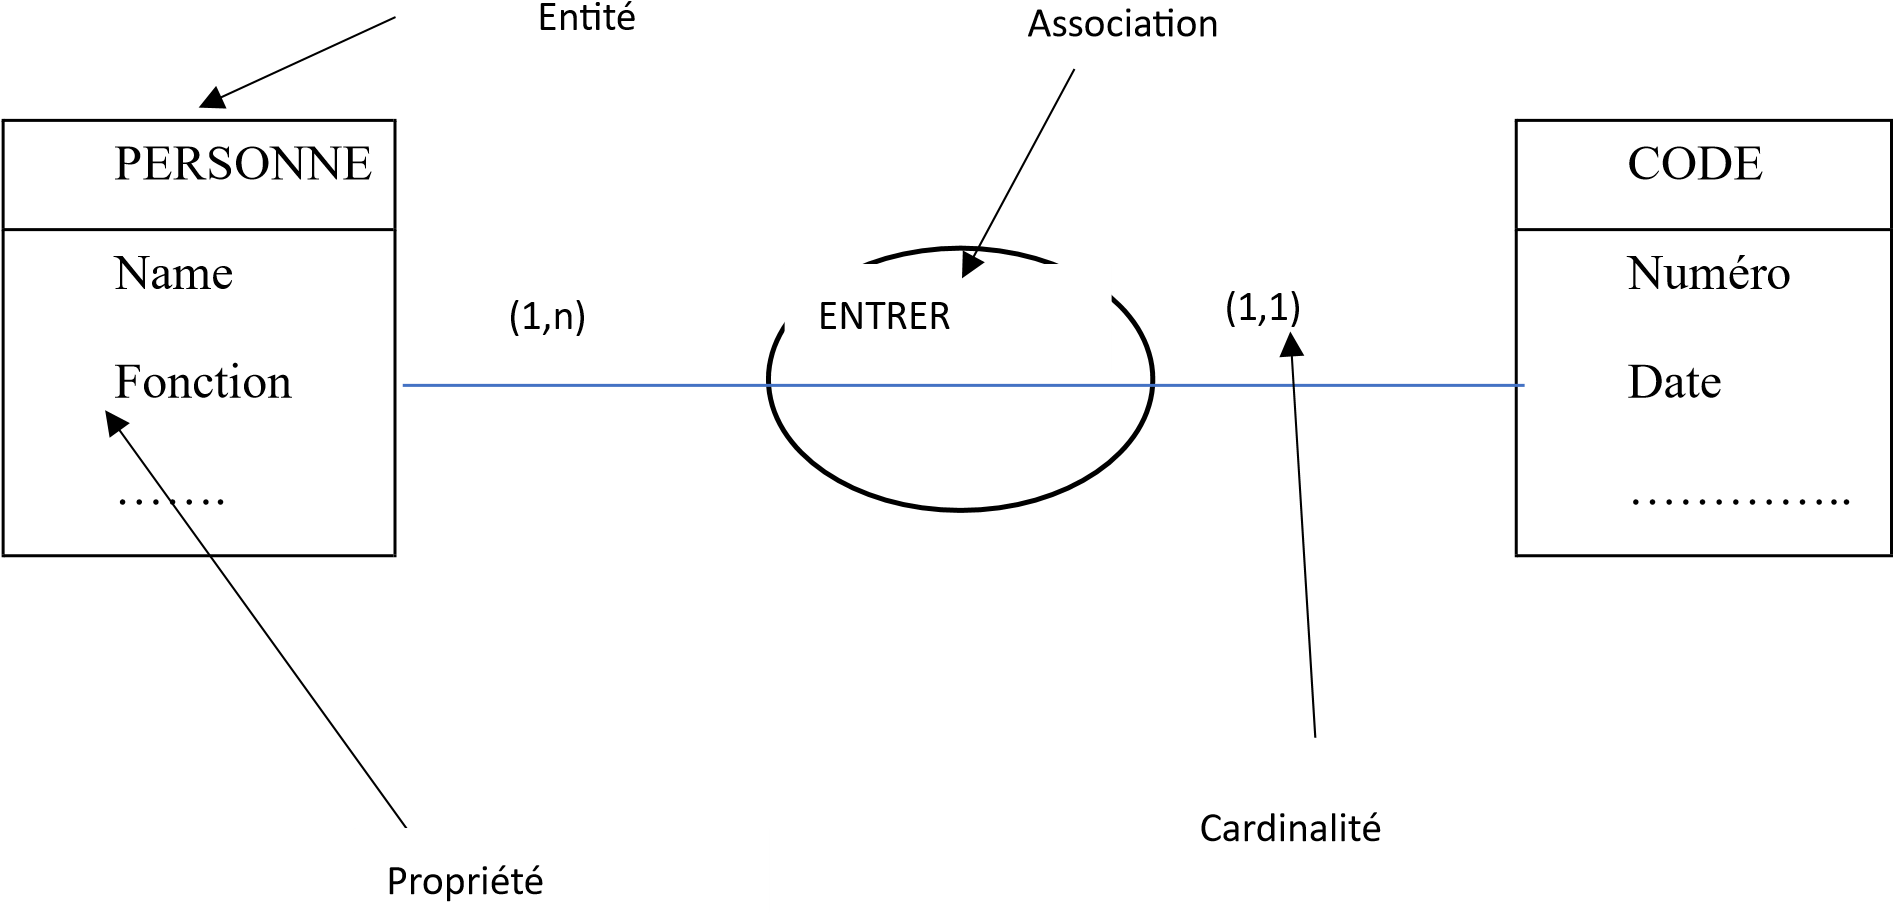 Entité
Association
PERSONNE
Name
Fonction
…….
(1,n)
ENTRER
(1,1)
CODE
Numéro
Date
…………..
Cardinalité
Propriété